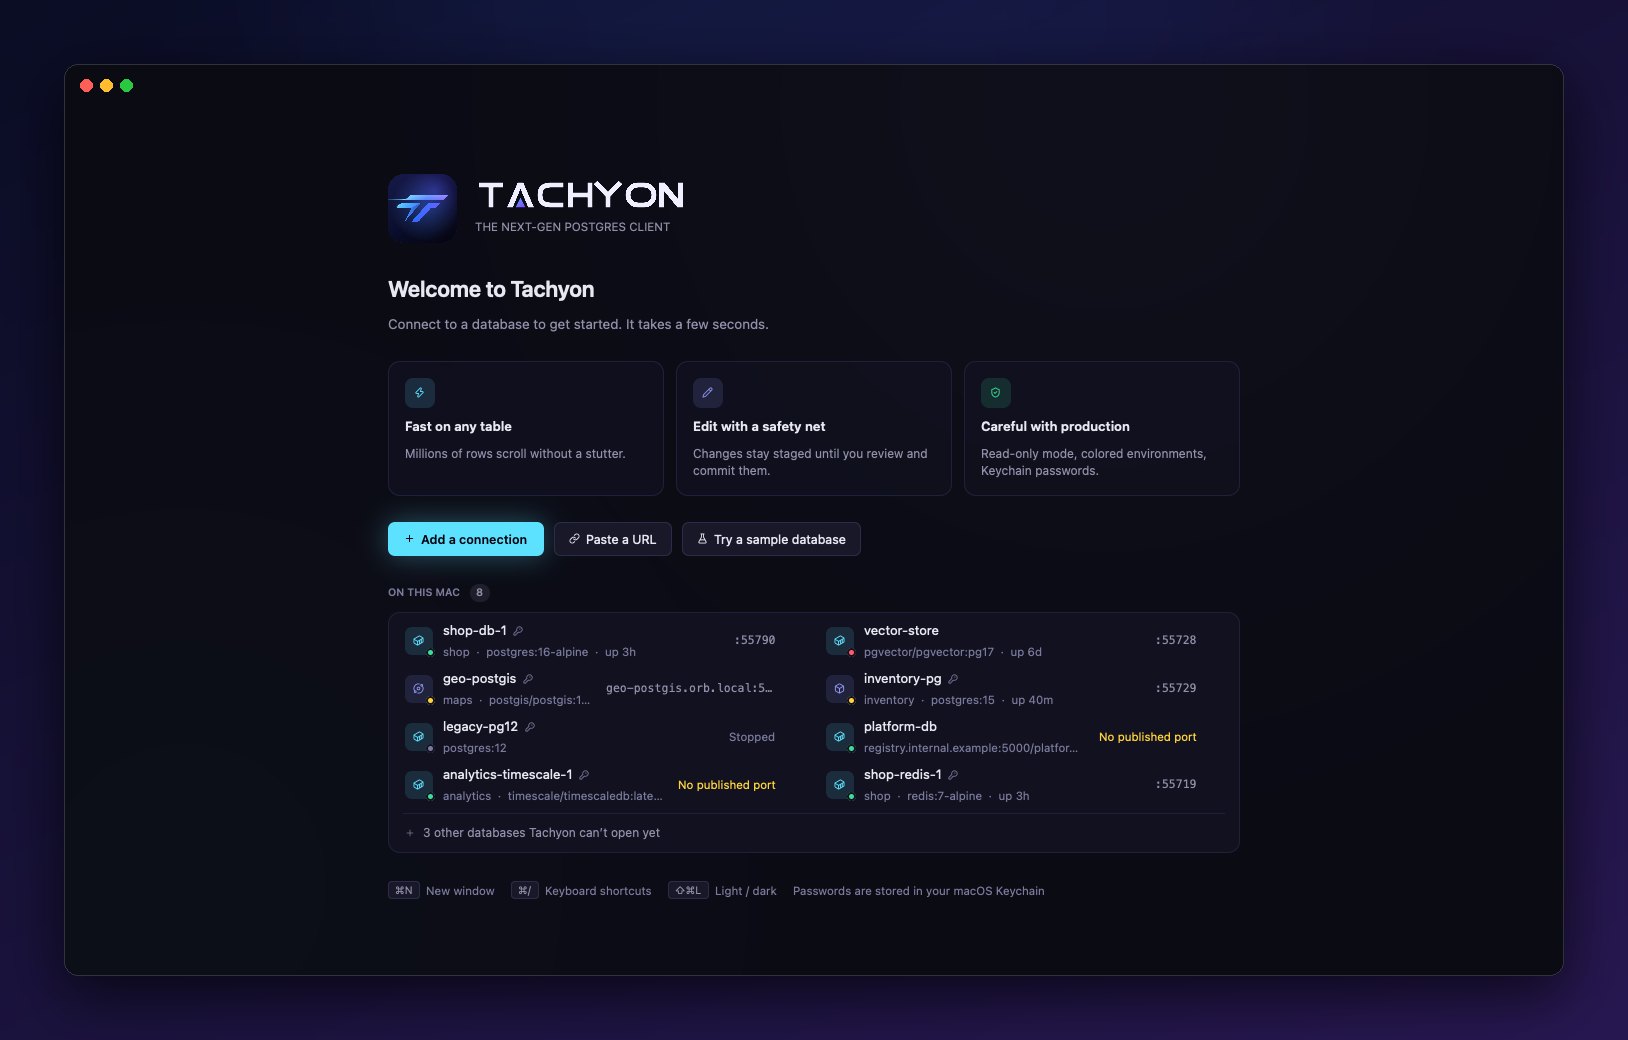 TACHYON
THE NEXT-GEN POSTGRES CLIENT
Welcome to Tachyon
Connect to a database to get started. It takes a few seconds.
Fast on any table
Millions of rows scroll without a stutter.
Edit with a safety net
Changes stay staged until you review and
commit them.
Careful with production
Read-only mode, colored environments,
Keychain passwords.
+ Add a connection
Paste a URL
Try a sample database
ON THIS MAC 8
shop-db-1
shop · postgres:16-alpine · up 3h
:55790
vector-store
pgvector/pgvector:pg17 · up 6d
:55728
geo-postgis
maps · postgis/postgis:1…
geo-postgis.orb.local:5…
inventory-pg
inventory · postgres:15 · up 40m
:55729
legacy-pg12
postgres:12
Stopped
platform-db
registry.internal.example:5000/platfor…
No published port
analytics-timescale-1
analytics · timescale/timescaledb:late…
No published port
shop-redis-1
shop · redis:7-alpine · up 3h
:55719
+ 3 other databases Tachyon can't open yet
⌘N New window ⌘/ Keyboard shortcuts ⇧⌘L Light / dark Passwords are stored in your macOS Keychain